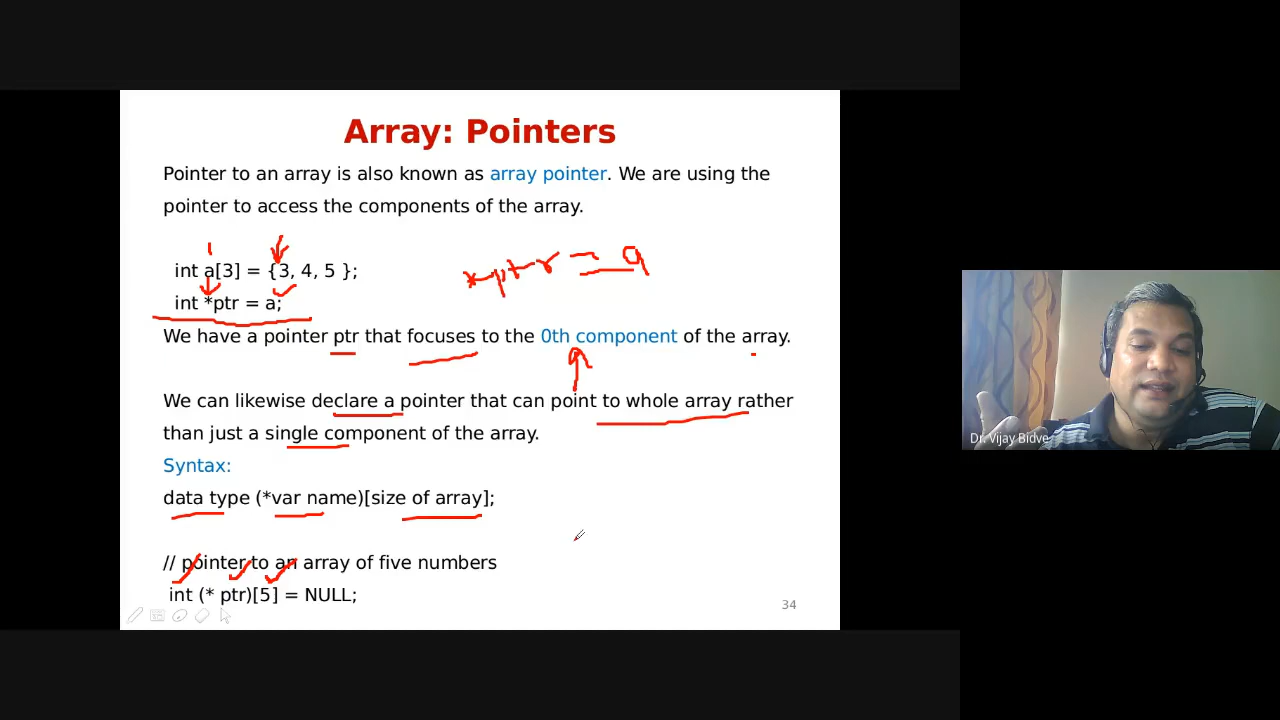 Array: Pointers
Pointer to an array is also known as array pointer. We are using the
pointer to access the components of the array.
int a[3] = {3, 4, 5 };
*ptr = a
int *ptr = a;
We have a pointer ptr that focuses to the 0th component of the array.
We can likewise declare a pointer that can point to whole array rather
than just a single component of the array.
Syntax:
data type (*var name)[size of array];
// pointer to an array of five numbers
int (* ptr)[5] = NULL;
34
Dr. Vijay Bidve